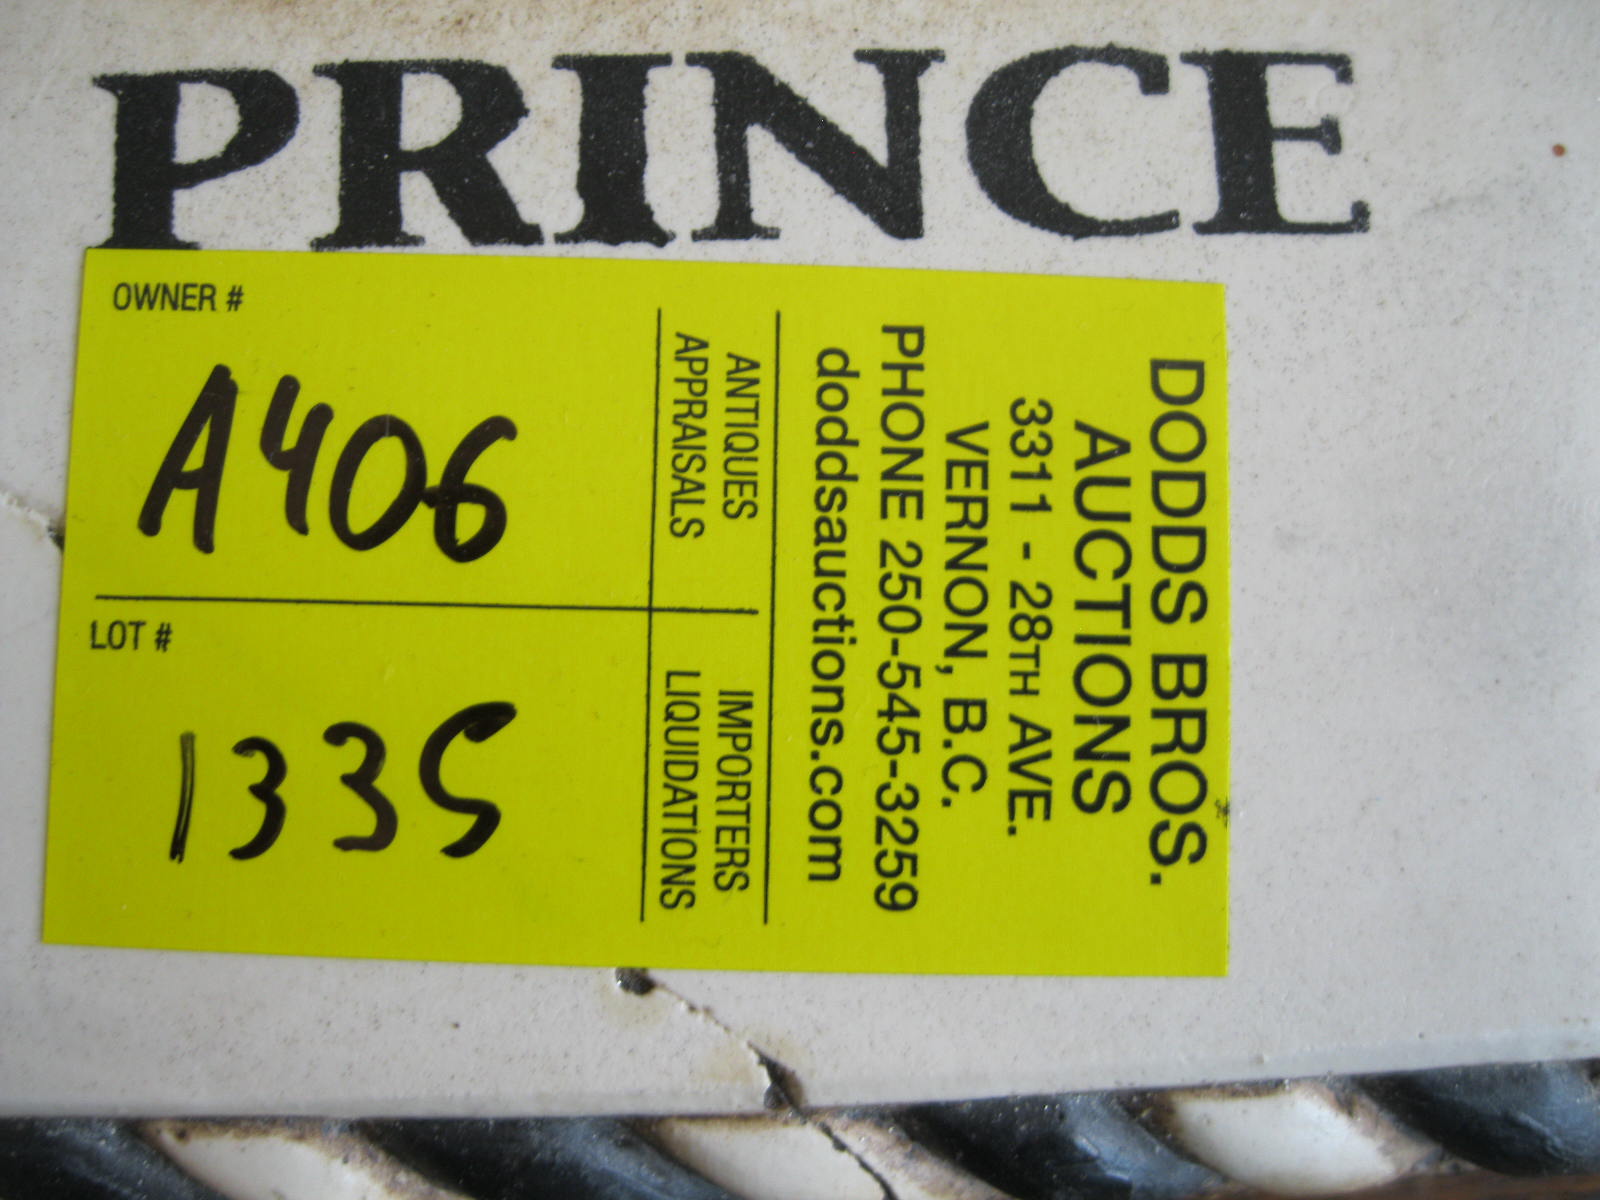 PRINCE
OWNER #
A406
LOT #
1335
ANTIQUES
APPRAISALS
IMPORTERS
LIQUIDATIONS
DODDS BROS.
AUCTIONS
3311 - 28TH AVE.
VERNON, B.C.
PHONE 250-545-3259
doddsauctions.com